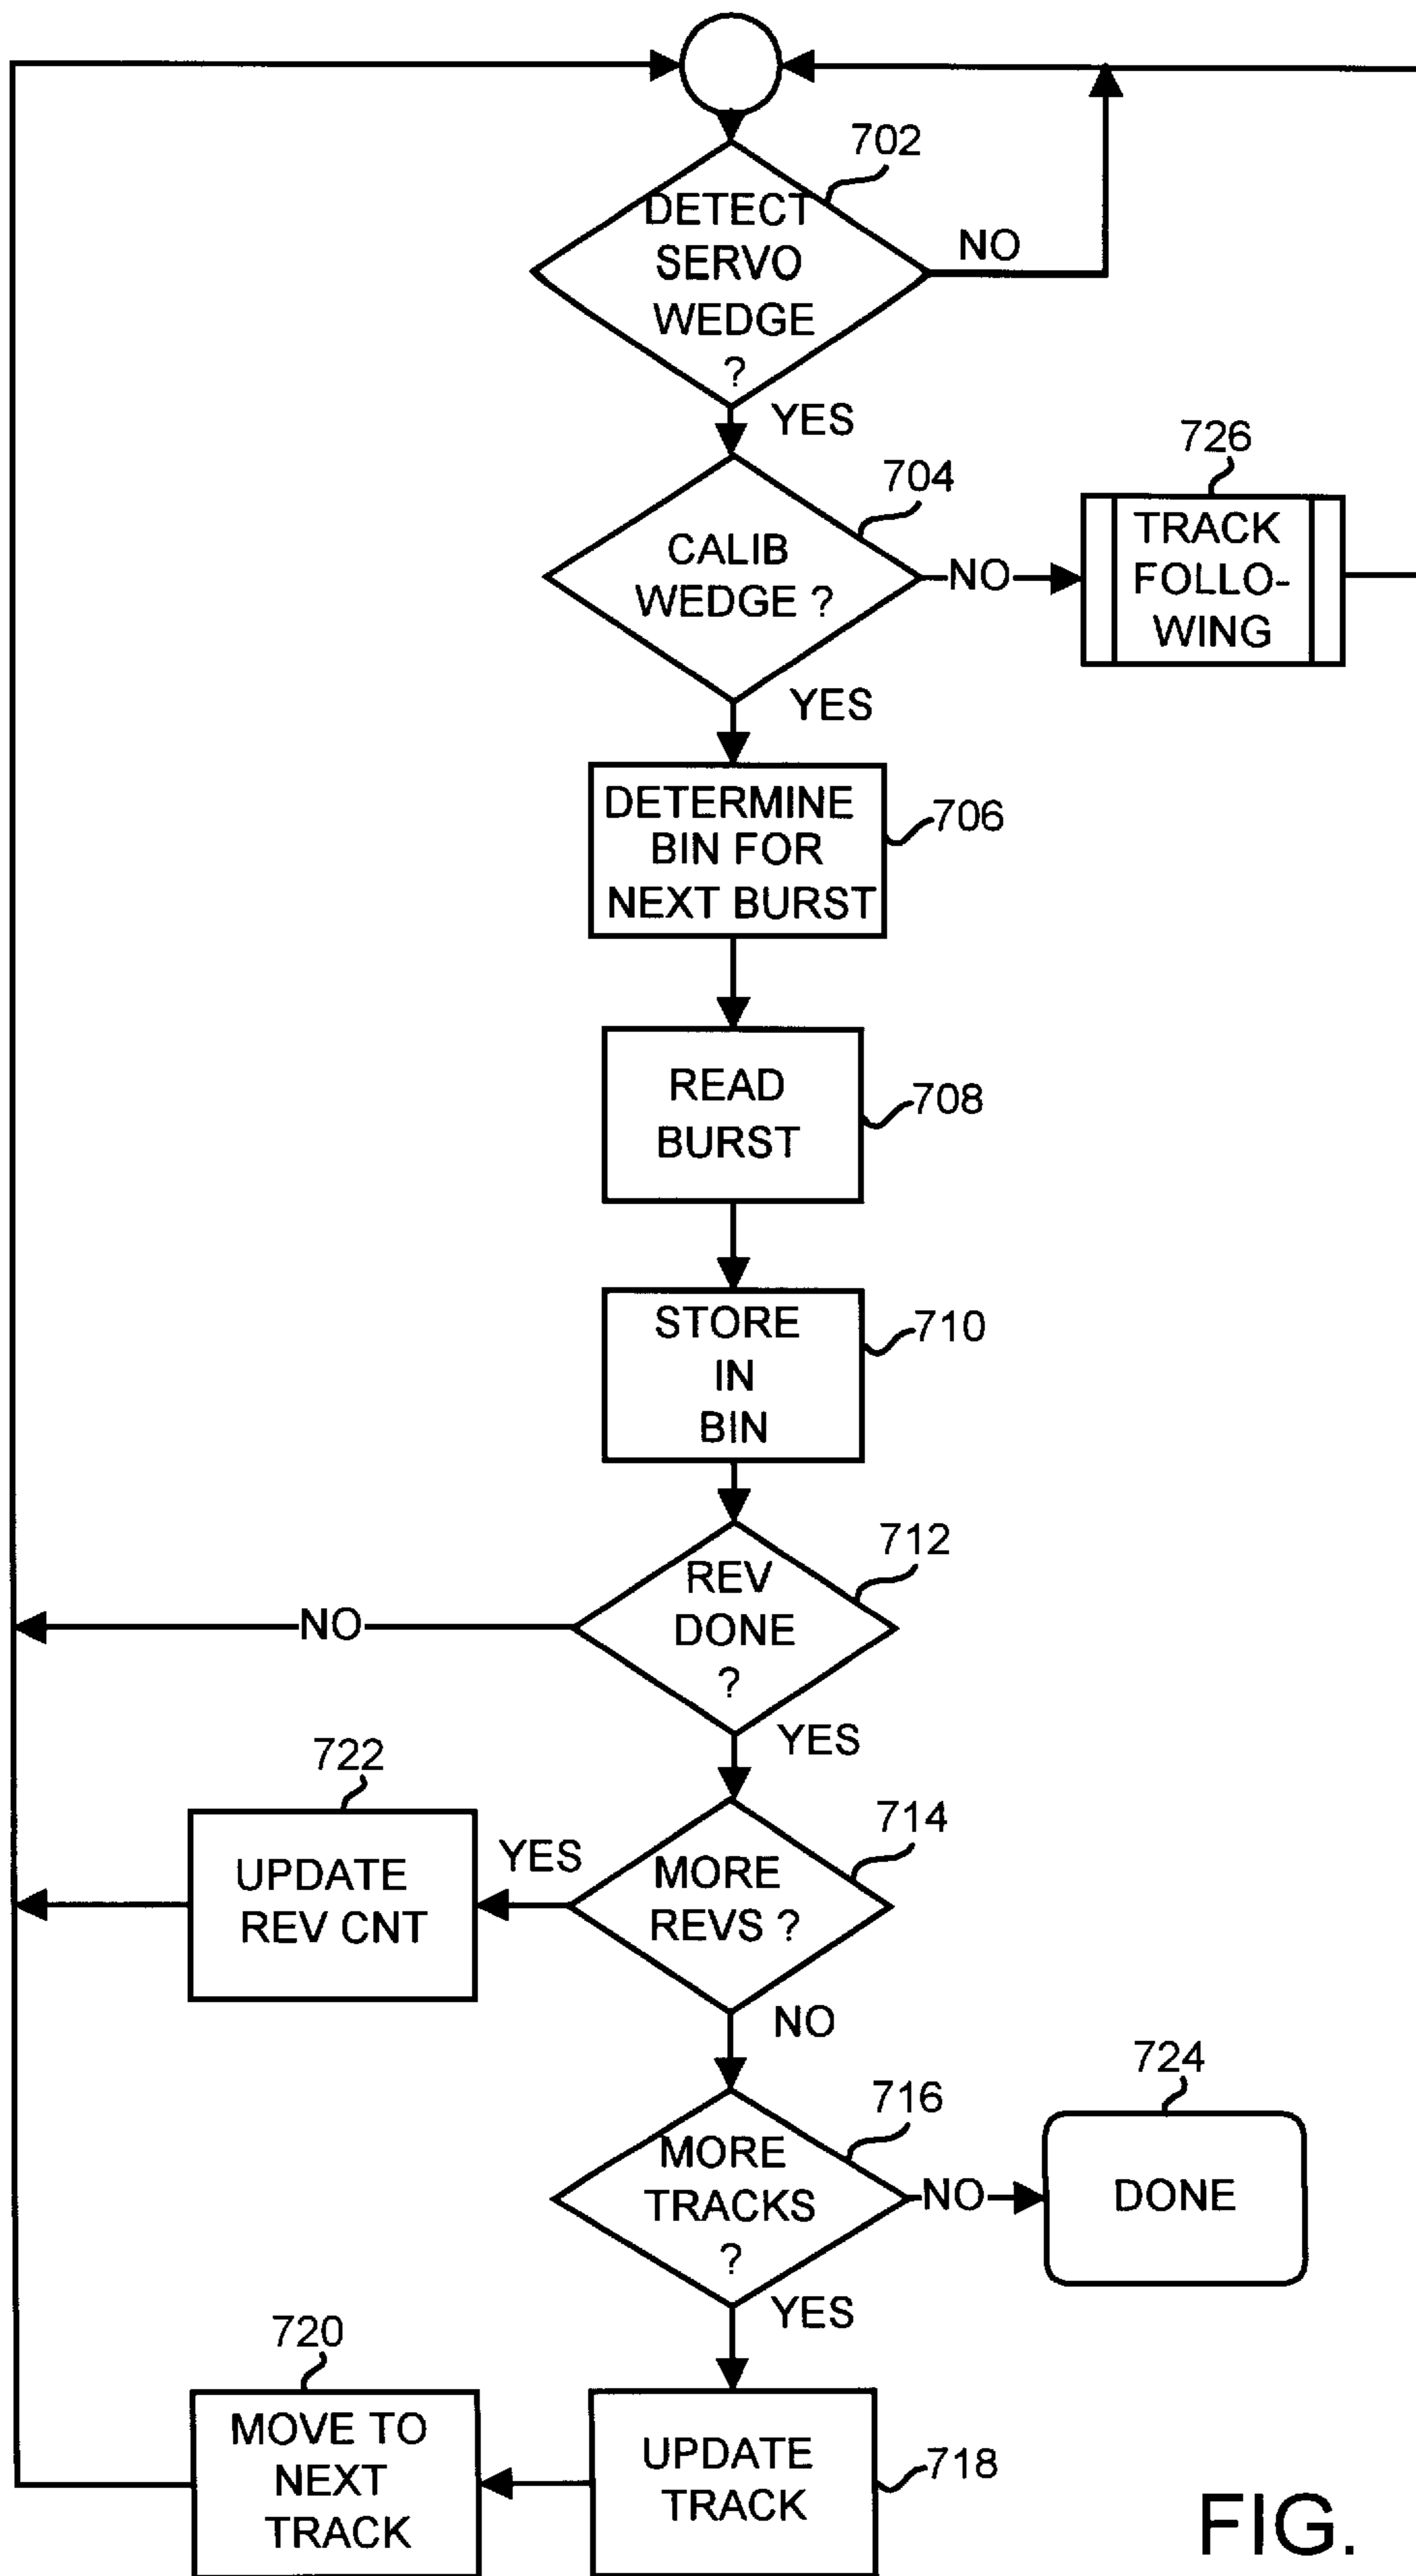 702
DETECT
SERVO
WEDGE
?
NO
YES
704
CALIB
WEDGE ?
NO
726
TRACK
FOLLO-
WING
YES
DETERMINE
BIN FOR
NEXT BURST
706
READ
BURST
708
STORE
IN
BIN
710
712
REV
DONE
?
NO
YES
722
UPDATE
REV CNT
YES
714
MORE
REVS ?
NO
716
MORE
TRACKS
?
NO
724
DONE
YES
720
MOVE TO
NEXT
TRACK
UPDATE
TRACK
718
FIG.